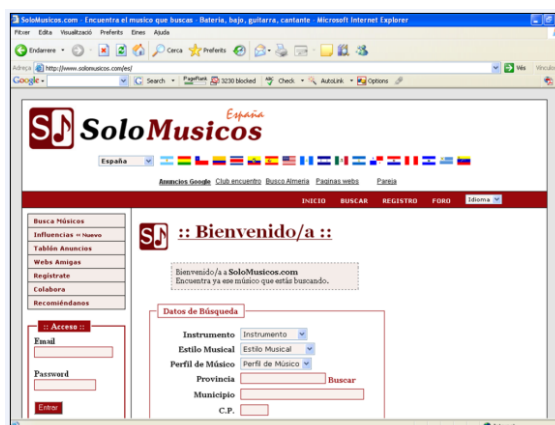 SoloMusicos.com - Encuentra el musico que buscas - Bateria, bajo, guitarra, cantante - Microsoft Internet Explorer
Fitxer Edita Visualització Preferits Eines Ajuda
Endarrere Cerca Preferits
Adreça http://www.solomusicos.com/es/ Vés Vínculos
Google Search PageRank 3230 blocked Check AutoLink Options
España
SoloMusicos
España
Anuncios Google Club encuentro Busco Almeria Paginas webs Pareja
INICIO BUSCAR REGISTRO FORO Idioma
Busca Músicos
Influencias
Nuevo
Tablón Anuncios
Webs Amigas
Regístrate
Colabora
Recomiéndanos
:: Bienvenido/a ::
Bienvenido/a a SoloMusicos.com
Encuentra ya ese músico que estás buscando.
:: Acceso ::
Email
Password
Entrar
Datos de Búsqueda
Instrumento Instrumento
Estilo Musical Estilo Musical
Perfil de Músico Perfil de Músico
Provincia Buscar
Municipio
C.P.